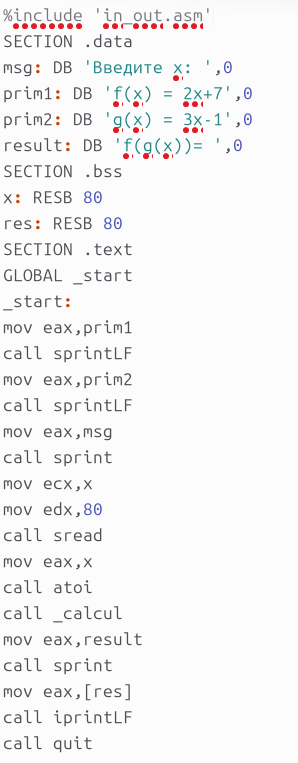 %include 'in_out.asm'
SECTION .data
msg: DB 'Введите x: ',0
prim1: DB 'f(x) = 2x+7',0
prim2: DB 'g(x) = 3x-1',0
result: DB 'f(g(x))= ',0
SECTION .bss
x: RESB 80
res: RESB 80
SECTION .text
GLOBAL _start
_start:
mov eax,prim1
call sprintLF
mov eax,prim2
call sprintLF
mov eax,msg
call sprint
mov ecx,x
mov edx,80
call sread
mov eax,x
call atoi
call _calcul
mov eax,result
call sprint
mov eax,[res]
call iprintLF
call quit